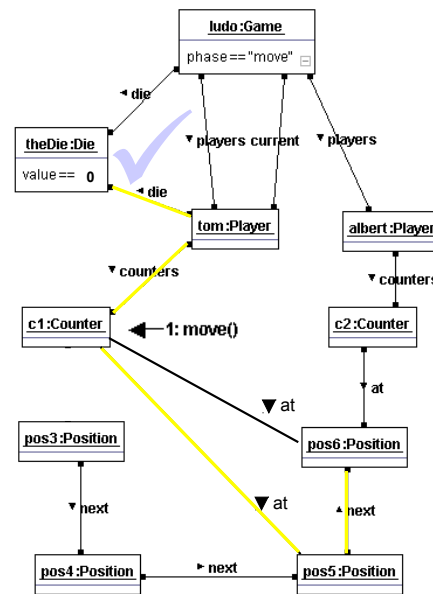 ludo:Game
phase=="move"
die
theDie:Die
value== 0
players current
players
die
tom:Player
albert:Player
counters
counters
c1:Counter
1: move()
c2:Counter
at
at
pos3:Position
pos6:Position
next
at
next
pos4:Position
next
pos5:Position